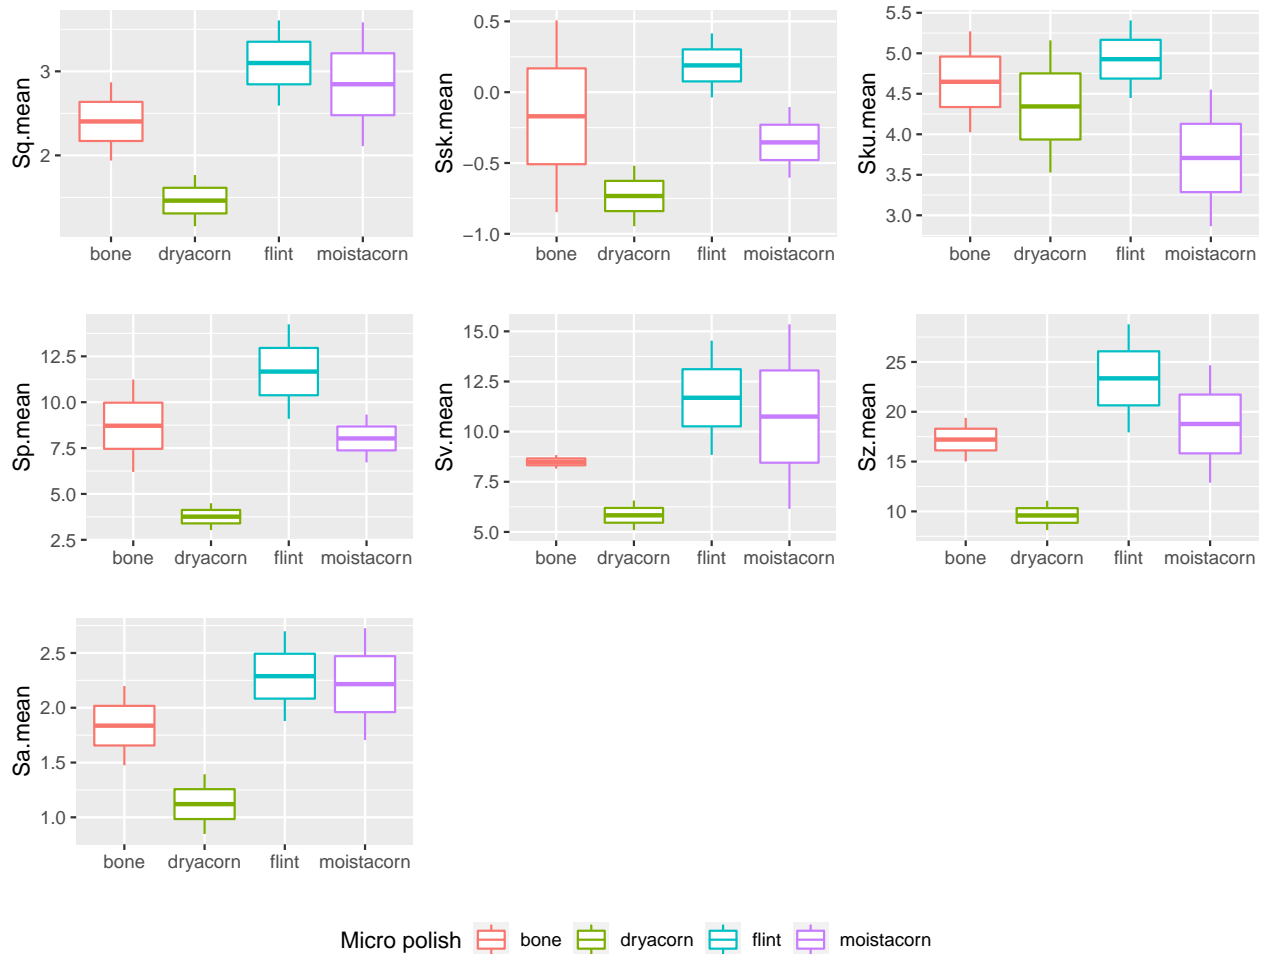 Sq.mean
3
2
bone dryacorn flint moistacorn
Ssk.mean
0.5
0.0
−0.5
−1.0
bone dryacorn flint moistacorn
Sku.mean
5.5
5.0
4.5
4.0
3.5
3.0
bone dryacorn flint moistacorn
Sp.mean
12.5
10.0
7.5
5.0
2.5
bone dryacorn flint moistacorn
Sv.mean
15.0
12.5
10.0
7.5
5.0
bone dryacorn flint moistacorn
Sz.mean
25
20
15
10
bone dryacorn flint moistacorn
Sa.mean
2.5
2.0
1.5
1.0
bone dryacorn flint moistacorn
Micro polish bone dryacorn flint moistacorn